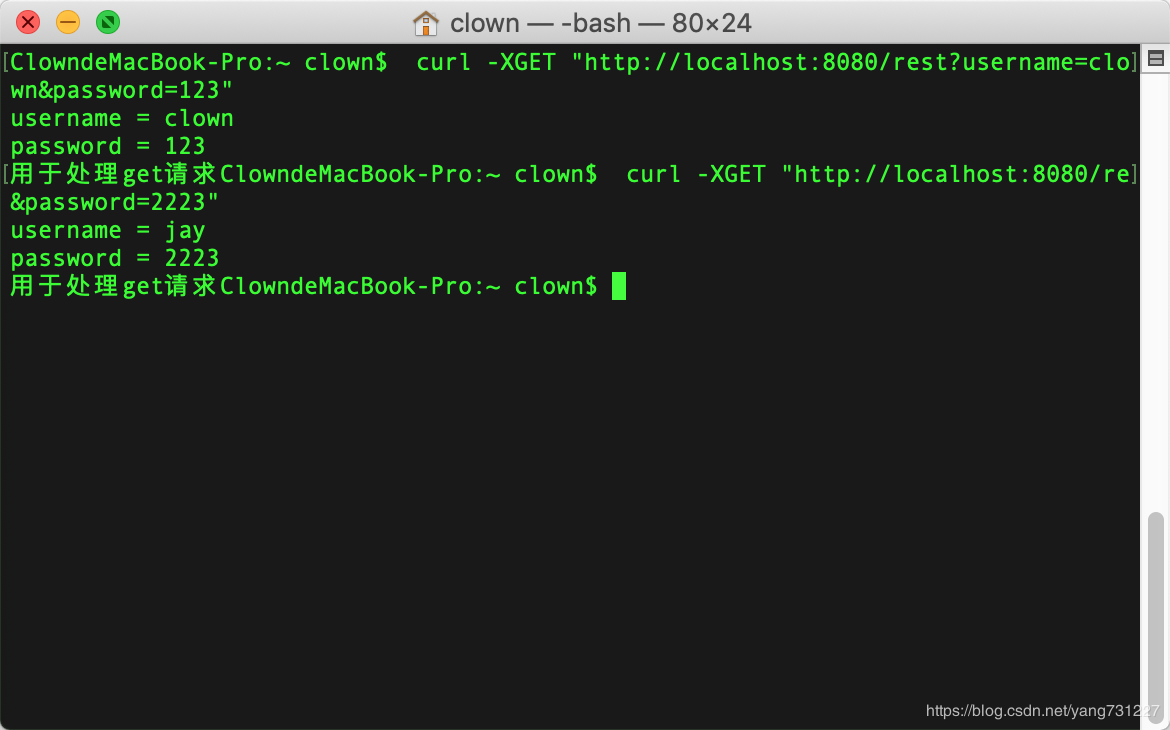 clown — -bash — 80×24
[ClowndeMacBook-Pro:~ clown$  curl -XGET "http://localhost:8080/rest?username=clo]
wn&password=123"
username = clown
password = 123
[用于处理get请求ClowndeMacBook-Pro:~ clown$  curl -XGET "http://localhost:8080/re]
&password=2223"
username = jay
password = 2223
用于处理get请求ClowndeMacBook-Pro:~ clown$
https://blog.csdn.net/yang731227